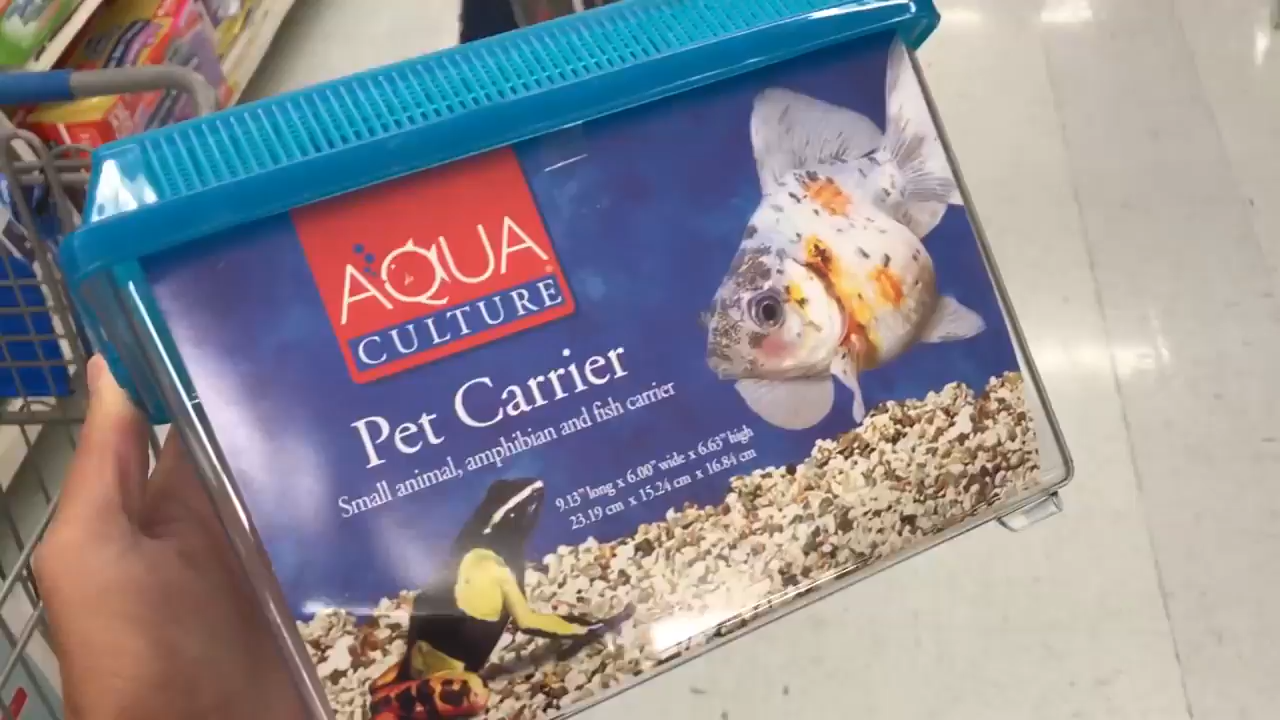 AQUA
CULTURE
Pet Carrier
Small animal, amphibian and fish carrier
9.13" long x 6.00" wide x 6.63" high
23.19 cm x 15.24 cm x 16.84 cm